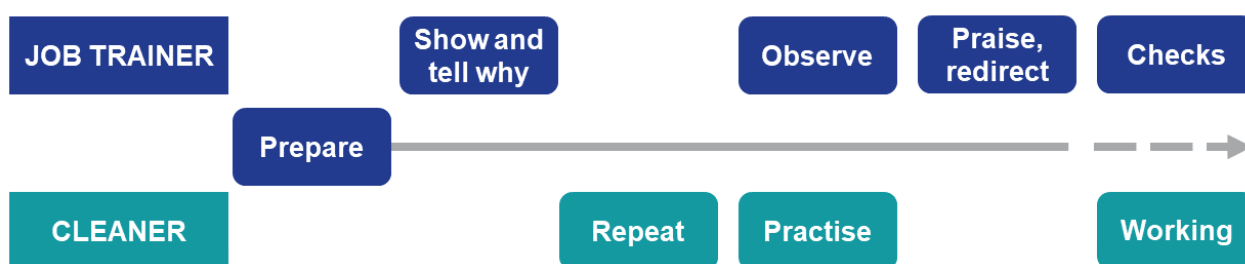 JOB TRAINER
Show and
tell why
Observe
Praise,
redirect
Checks
Prepare
CLEANER
Repeat
Practise
Working